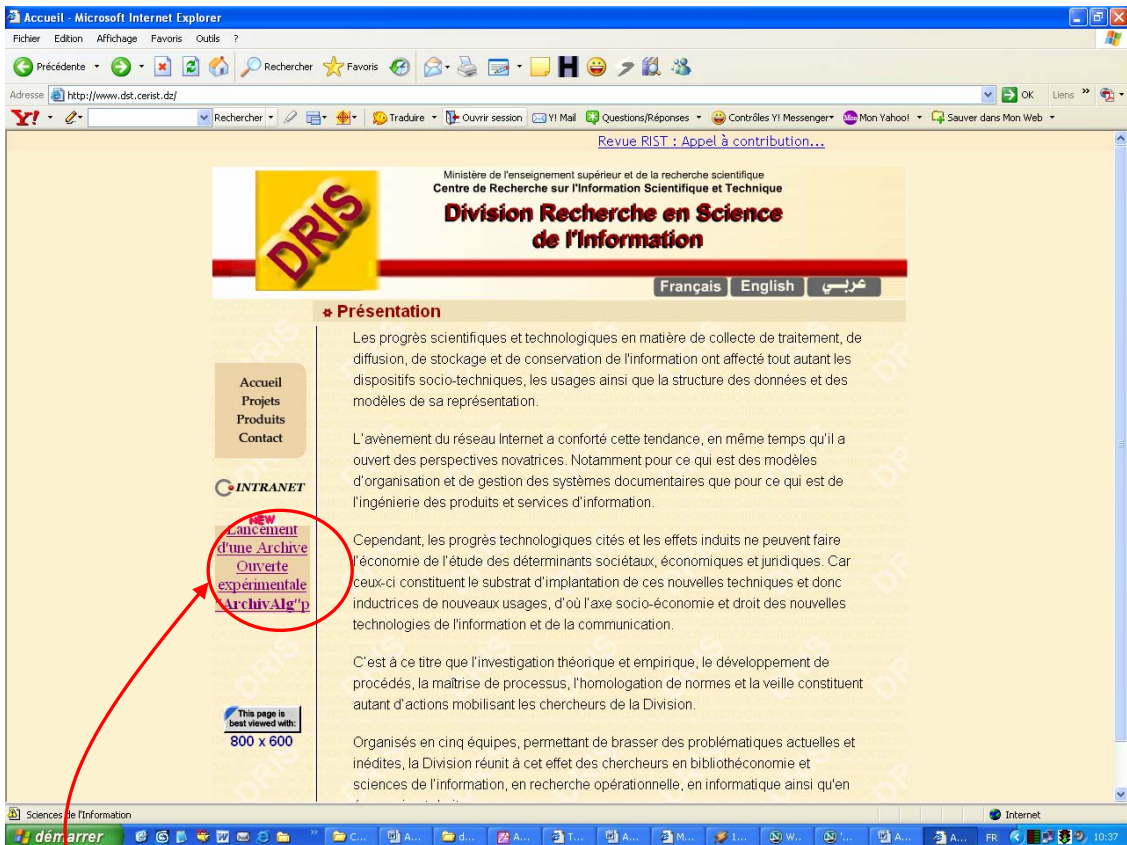 Accueil - Microsoft Internet Explorer
Fichier Edition Affichage Favoris Outils ?
Précédente Rechercher Favoris
Adresse http://www.dst.cerist.dz/ OK Liens »
Y! Rechercher Traduire Ouvrir session Y! Mail Questions/Réponses Contrôles Y! Messenger Mon Yahoo! Sauver dans Mon Web
Revue RIST : Appel à contribution...
DRIS
Ministère de l'enseignement supérieur et de la recherche scientifique
Centre de Recherche sur l'Information Scientifique et Technique
Division Recherche en Science
de l'Information
Français English عربي
Présentation
Les progrès scientifiques et technologiques en matière de collecte de traitement, de
diffusion, de stockage et de conservation de l'information ont affecté tout autant les
dispositifs socio-techniques, les usages ainsi que la structure des données et des
modèles de sa représentation.
L'avènement du réseau Internet a conforté cette tendance, en même temps qu'il a
ouvert des perspectives novatrices. Notamment pour ce qui est des modèles
d'organisation et de gestion des systèmes documentaires que pour ce qui est de
l'ingénierie des produits et services d'information.
Cependant, les progrès technologiques cités et les effets induits ne peuvent faire
l'économie de l'étude des déterminants sociétaux, économiques et juridiques. Car
ceux-ci constituent le substrat d'implantation de ces nouvelles techniques et donc
inductrices de nouveaux usages, d'où l'axe socio-économie et droit des nouvelles
technologies de l'information et de la communication.
C'est à ce titre que l'investigation théorique et empirique, le développement de
procédés, la maîtrise de processus, l'homologation de normes et la veille constituent
autant d'actions mobilisant les chercheurs de la Division.
Organisés en cinq équipes, permettant de brasser des problématiques actuelles et
inédites, la Division réunit à cet effet des chercheurs en bibliothéconomie et
sciences de l'information, en recherche opérationnelle, en informatique ainsi qu'en
Accueil
Projets
Produits
Contact
INTRANET
NEW
Lancement
d'une Archive
Ouverte
expérimentale
"ArchivAlg"p
This page is
best viewed with:
800 x 600
Sciences de l'Information Internet
démarrer » C... A... d... A... T... A... M... 1... W... '... A... A... FR 10:37